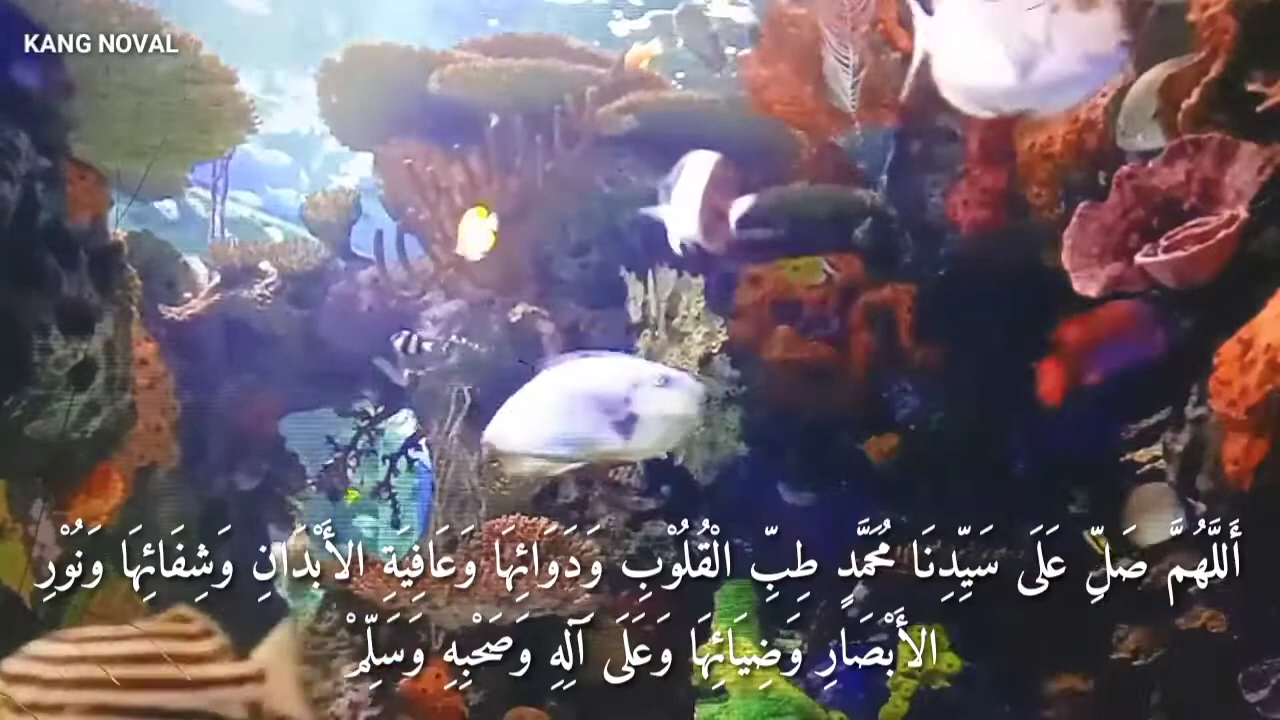 KANG NOVAL
أَللَّهُمَّ صَلِّ عَلَى سَيِّدِنَا مُحَمَّدٍ طِبِّ الْقُلُوْبِ وَدَوَائِهَا وَعَافِيَةِ الأَبْدَانِ وَشِفَائِهَا وَنُوْرِ
الأَبْصَارِ وَضِيَائِهَا وَعَلَى آلِهِ وَصَحْبِهِ وَسَلِّمْ